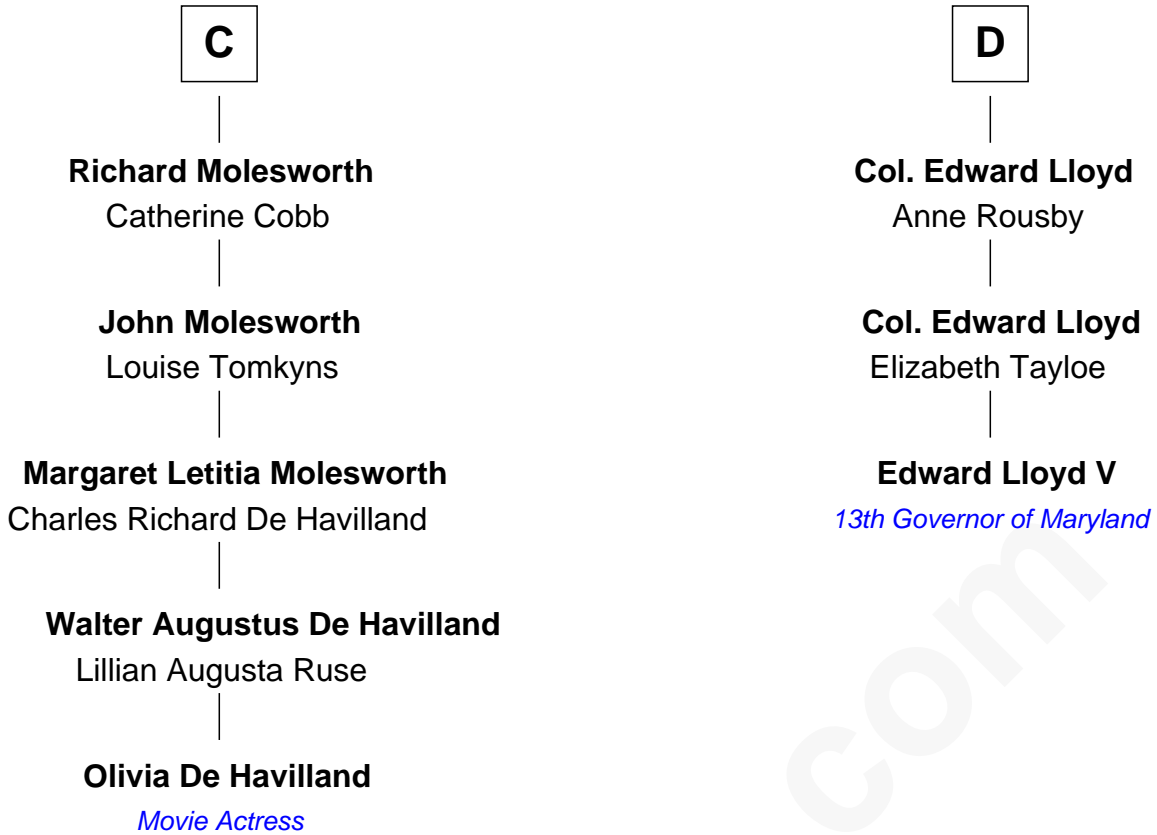 C
Richard Molesworth
Catherine Cobb
John Molesworth
Louise Tomkyns
Margaret Letitia Molesworth
Charles Richard De Havilland
Walter Augustus De Havilland
Lillian Augusta Ruse
Olivia De Havilland
Movie Actress
D
Col. Edward Lloyd
Anne Rousby
Col. Edward Lloyd
Elizabeth Tayloe
Edward Lloyd V
13th Governor of Maryland
com